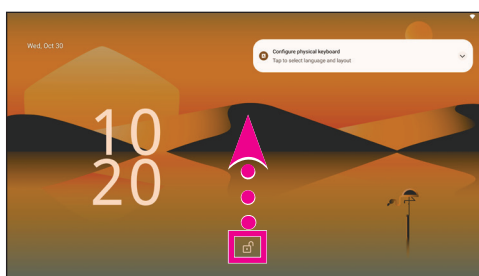 Wed, Oct 30
Configure physical keyboard
Tap to select language and layout
10
20